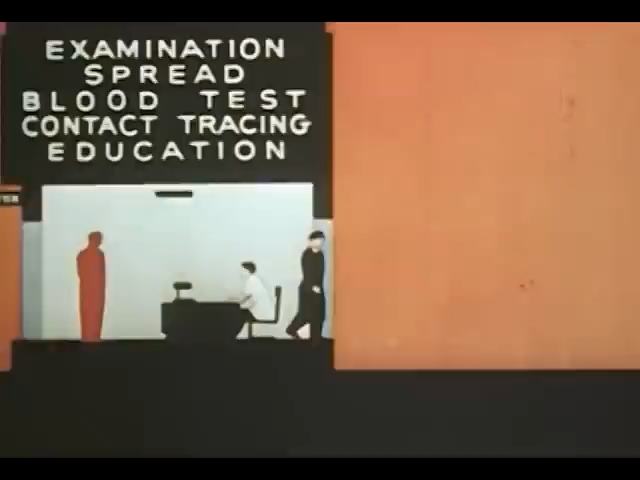 EXAMINATION
SPREAD
BLOOD TEST
CONTACT TRACING
EDUCATION